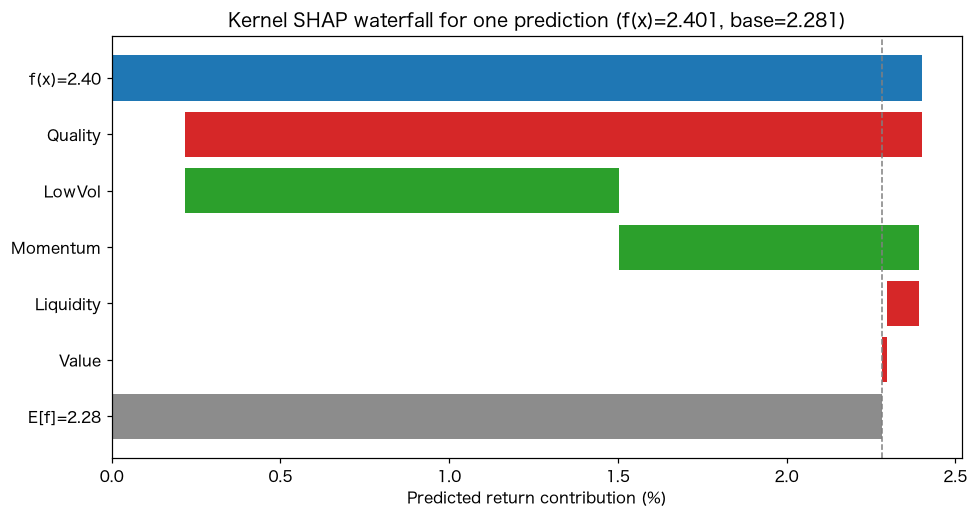 Kernel SHAP waterfall for one prediction (f(x)=2.401, base=2.281)
f(x)=2.40
Quality
LowVol
Momentum
Liquidity
Value
E[f]=2.28
0.0 0.5 1.0 1.5 2.0 2.5
Predicted return contribution (%)